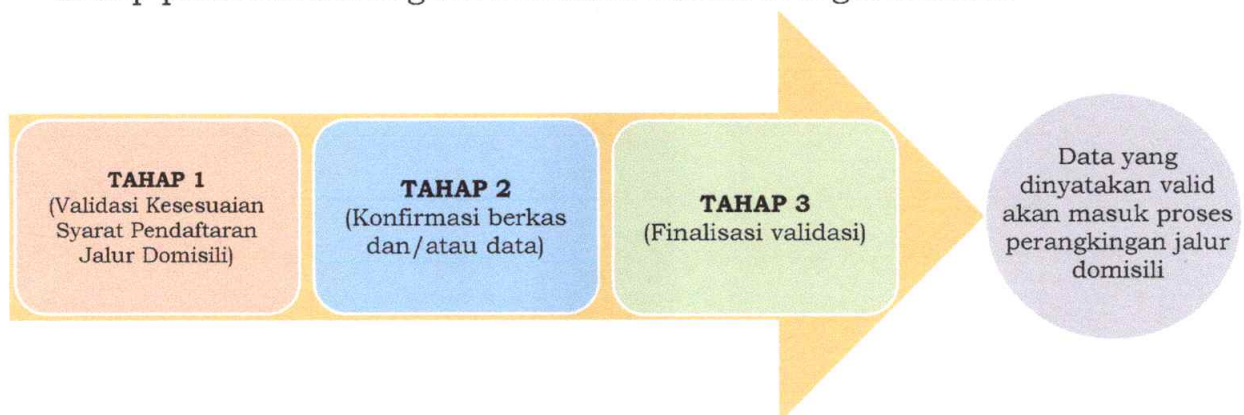 TAHAP 1
(Validasi Kesesuaian
Syarat Pendaftaran
Jalur Domisili)
TAHAP 2
(Konfirmasi berkas
dan/atau data)
TAHAP 3
(Finalisasi validasi)
Data yang
dinyatakan valid
akan masuk proses
perangkingan jalur
domisili